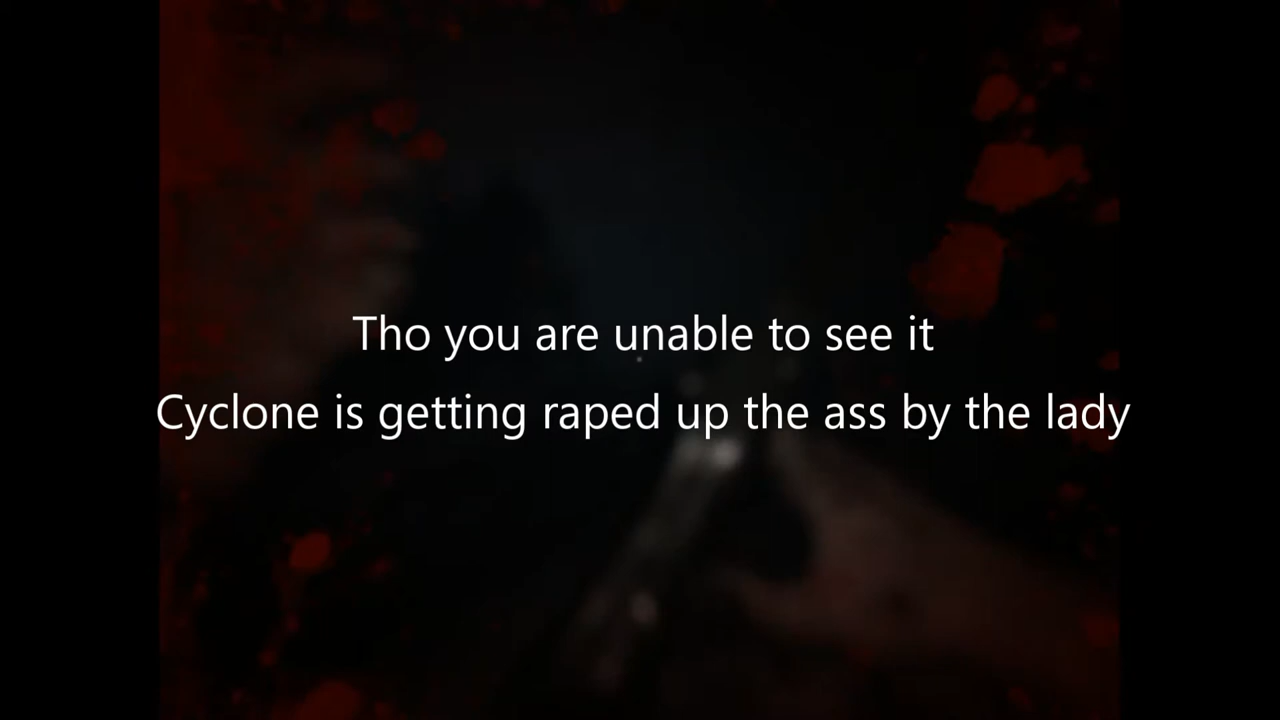 Tho you are unable to see it
Cyclone is getting raped up the ass by the lady